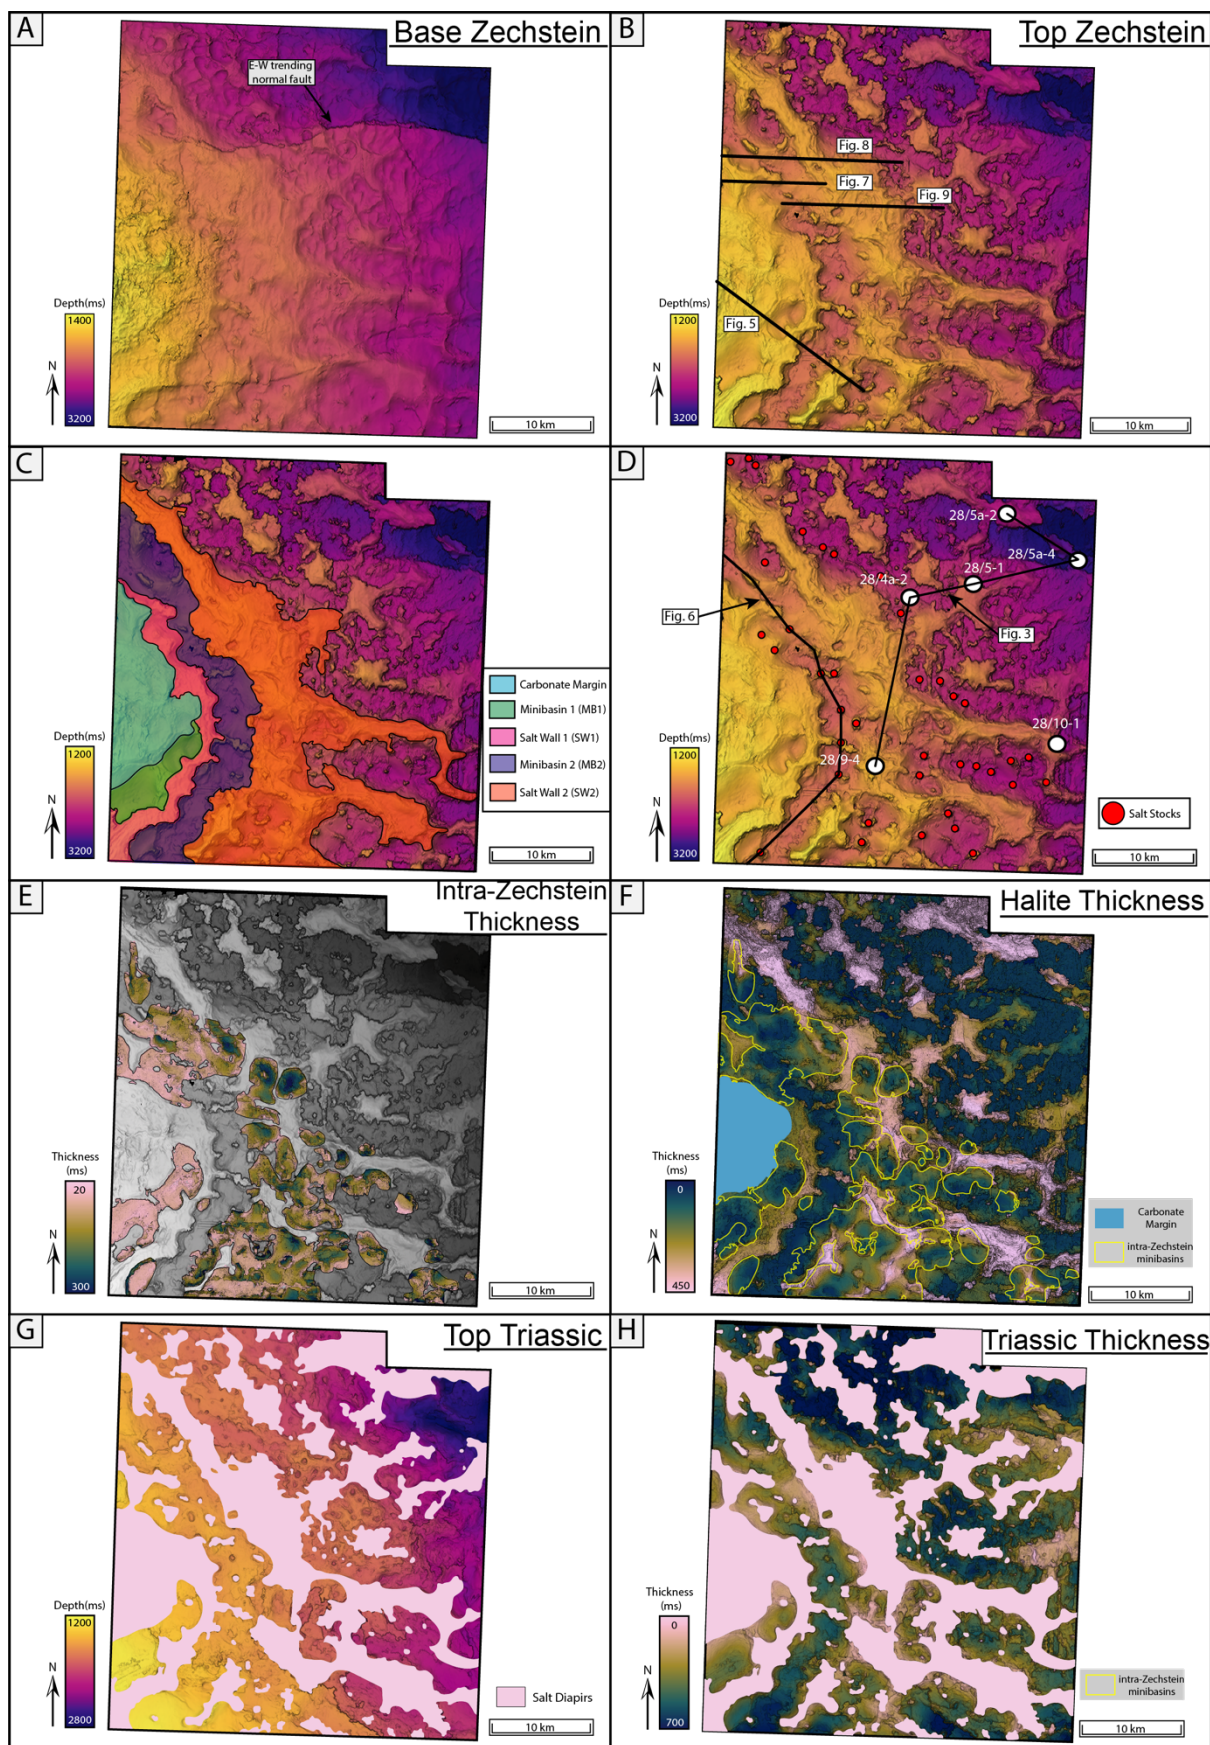 A
Base Zechstein
E-W trending
normal fault
Depth(ms)
1400
3200
N
10 km
B
Top Zechstein
Fig. 8
Fig. 7
Fig. 9
Fig. 5
Depth(ms)
1200
3200
N
10 km
C
Carbonate Margin
Minibasin 1 (MB1)
Salt Wall 1 (SW1)
Minibasin 2 (MB2)
Salt Wall 2 (SW2)
Depth(ms)
1200
3200
N
10 km
D
28/5a-2
28/5a-4
28/5-1
28/4a-2
Fig. 6
Fig. 3
28/10-1
28/9-4
Depth(ms)
1200
3200
N
Salt Stocks
10 km
E
Intra-Zechstein
Thickness
Thickness
(ms)
20
300
N
10 km
F
Halite Thickness
Thickness
(ms)
0
450
N
Carbonate
Margin
intra-Zechstein
minibasins
10 km
G
Top Triassic
Depth(ms)
1200
2800
N
Salt Diapirs
10 km
H
Triassic Thickness
Thickness
(ms)
0
700
N
intra-Zechstein
minibasins
10 km